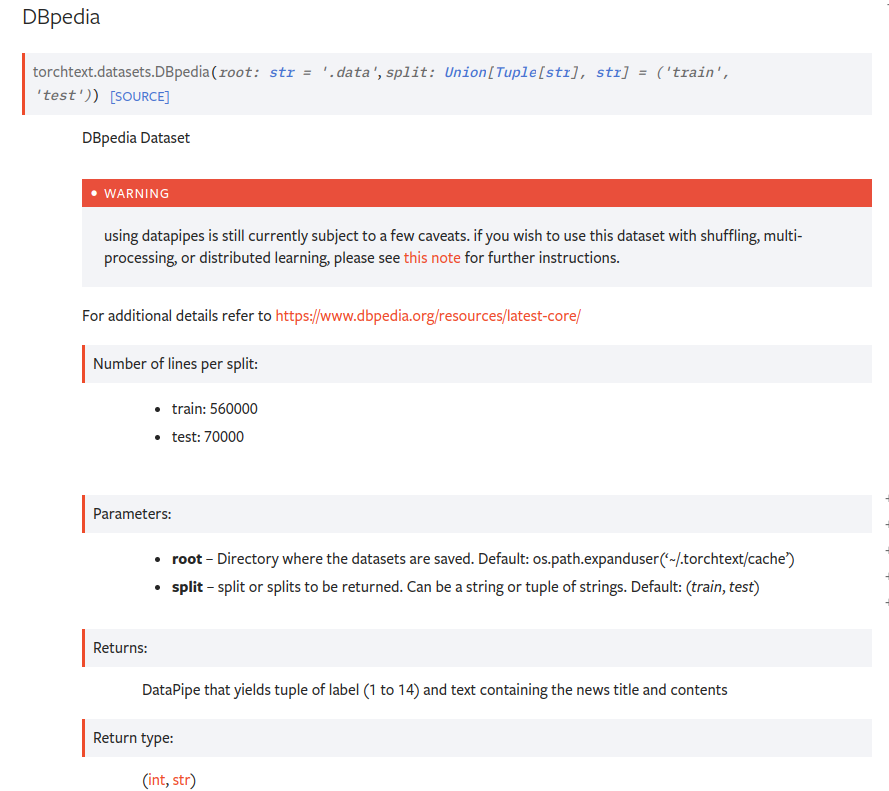 DBpedia
torchtext.datasets.DBpedia(root: str = '.data', split: Union[Tuple[str], str] = ('train',
'test')) [SOURCE]
DBpedia Dataset
• WARNING
using datapipes is still currently subject to a few caveats. if you wish to use this dataset with shuffling, multi-
processing, or distributed learning, please see this note for further instructions.
For additional details refer to https://www.dbpedia.org/resources/latest-core/
Number of lines per split:
• train: 560000
• test: 70000
Parameters:
• root – Directory where the datasets are saved. Default: os.path.expanduser(‘~/.torchtext/cache’)
• split – split or splits to be returned. Can be a string or tuple of strings. Default: (train, test)
Returns:
DataPipe that yields tuple of label (1 to 14) and text containing the news title and contents
Return type:
(int, str)